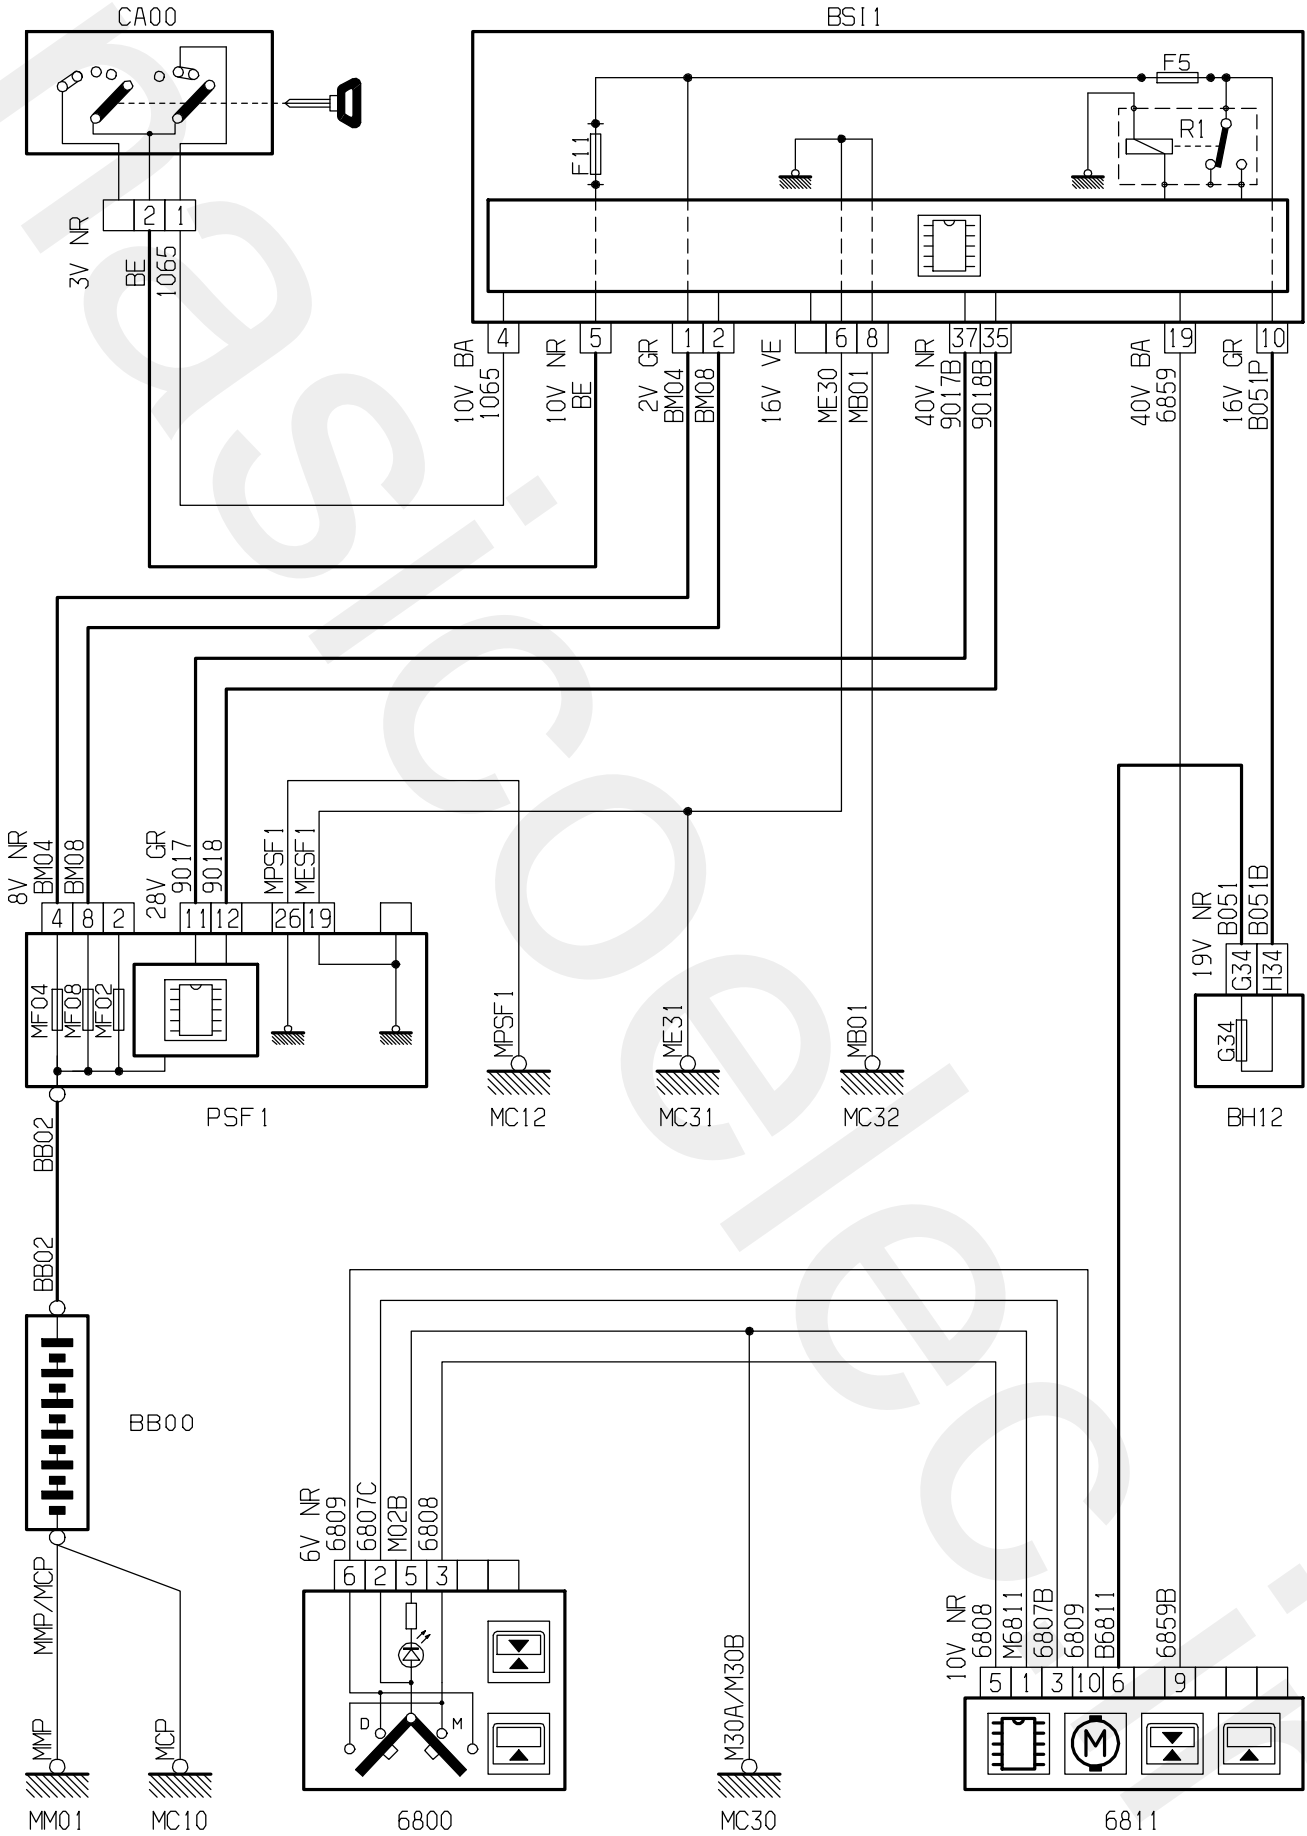 CA00
BSI1
F5
R1
F11
2
1
3V NR
BE
1065
4
5
1
2
6
8
37
35
19
10
10V BA
1065
10V NR
BE
2V GR
BM04
BM08
16V VE
ME30
MB01
40V NR
9017B
9018B
40V BA
6859
16V GR
B051P
8V NR
BM04
BM08
28V GR
9017
9018
MPSF1
MESF1
4
8
2
11
12
26
19
MF04
MF08
MF02
PSF1
MPSF1
MC12
ME31
MC31
MB01
MC32
19V NR
B051
B051B
G34
H34
G34
BH12
BB02
BB02
BB00
MMP/MCP
MMP
MCP
MM01
MC10
6V NR
6809
6807C
M02B
6808
6
2
5
3
D
M
6800
M30A/M30B
MC30
10V NR
6808
M6811
6807B
6809
B6811
6859B
5
1
3
10
6
9
M
6811